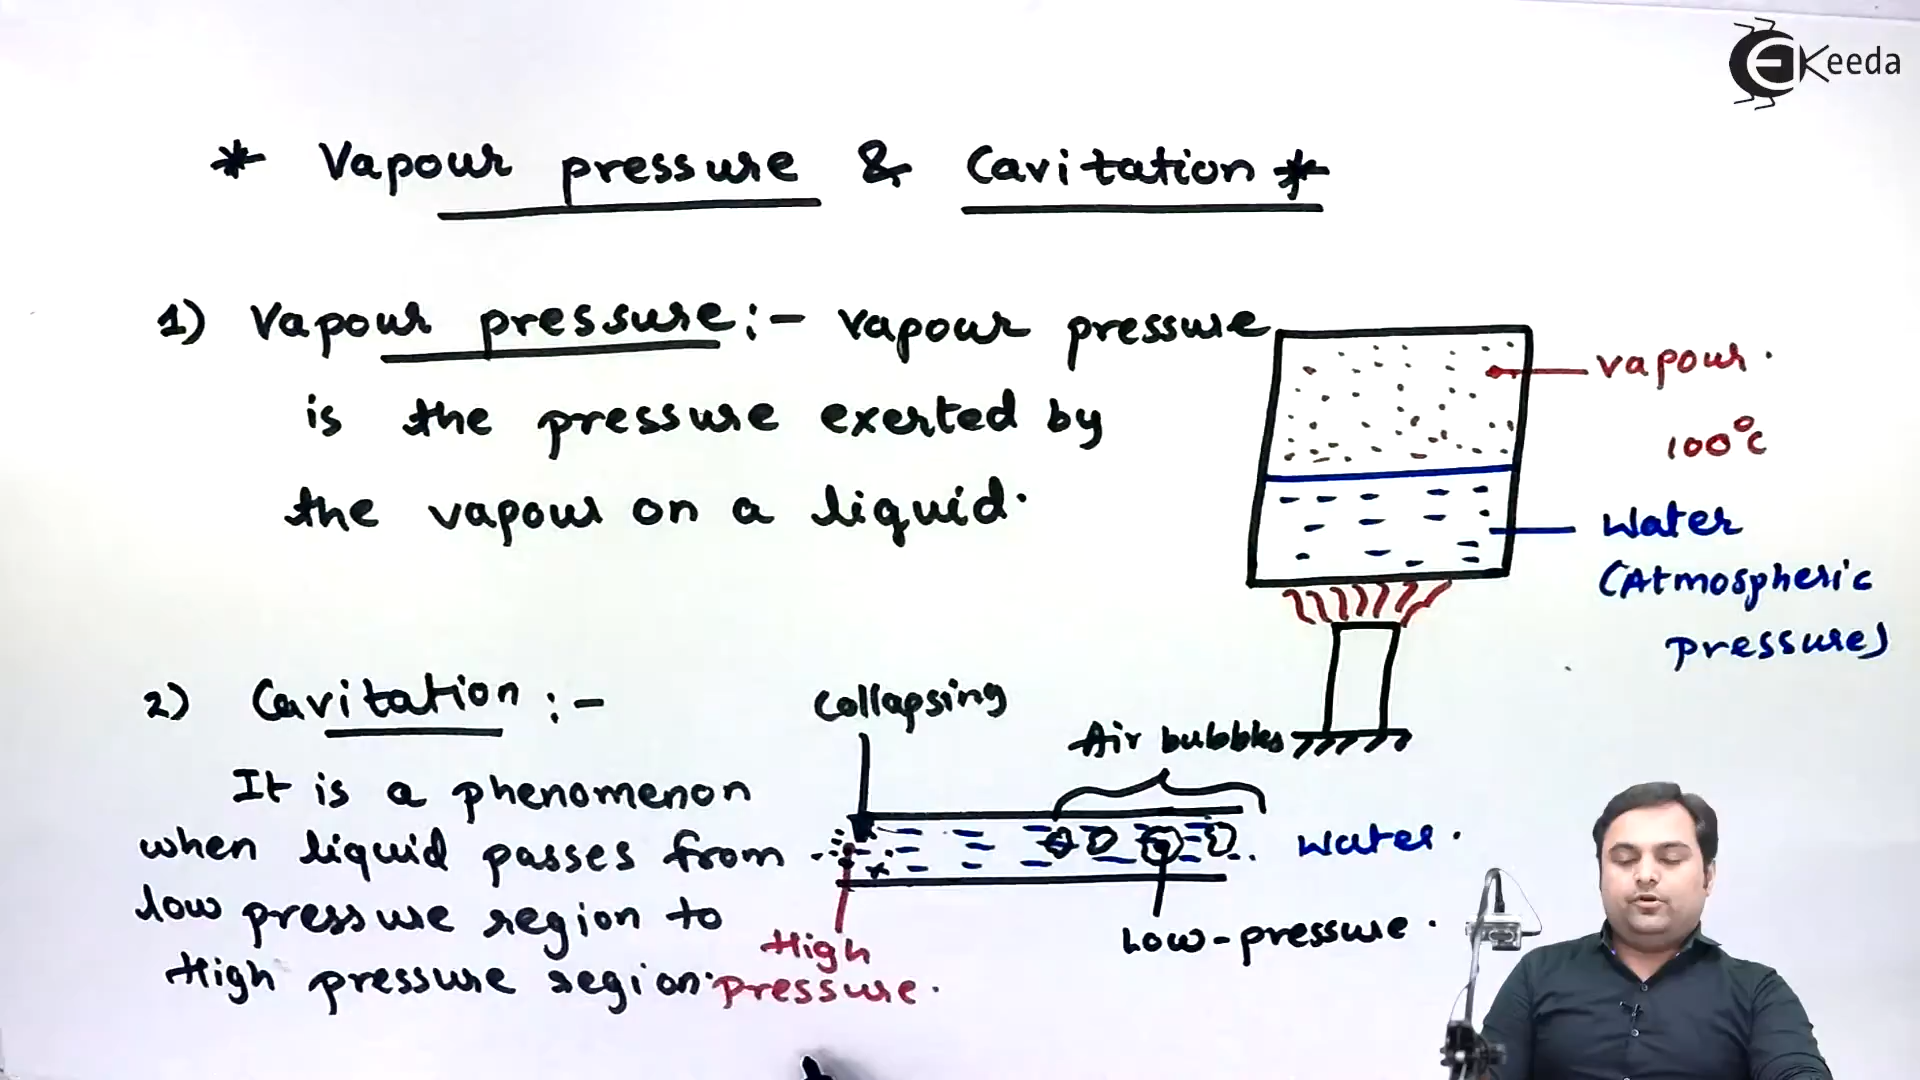 Keeda
* Vapour pressure & Cavitation *
1) Vapour pressure:- vapour pressure
is the pressure exerted by
the vapour on a liquid.
vapour.
100°C
Water
(Atmospheric
pressure)
2) Cavitation:-
It is a phenomenon
when liquid passes from
low pressure region to
High pressure region.
Collapsing
Air bubbles
Water.
Low-pressure.
High
pressure.